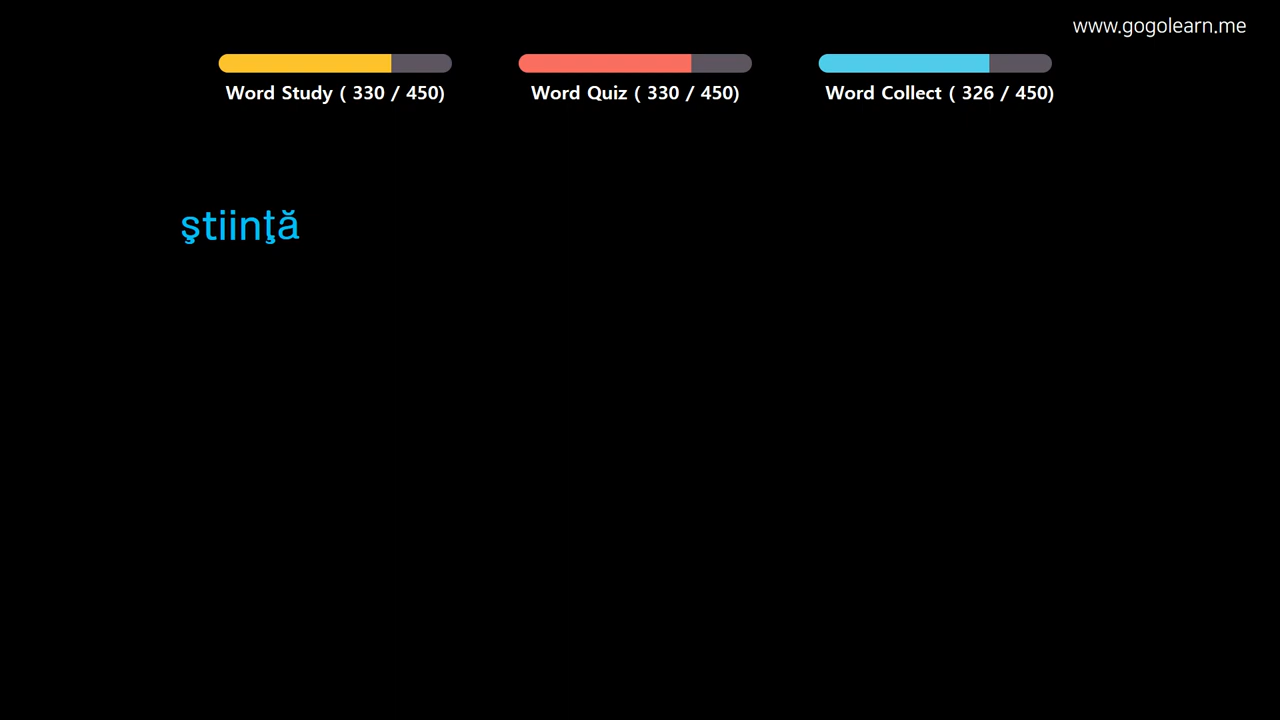 www.gogolearn.me
Word Study ( 330 / 450)
Word Quiz ( 330 / 450)
Word Collect ( 326 / 450)
ştiinţă